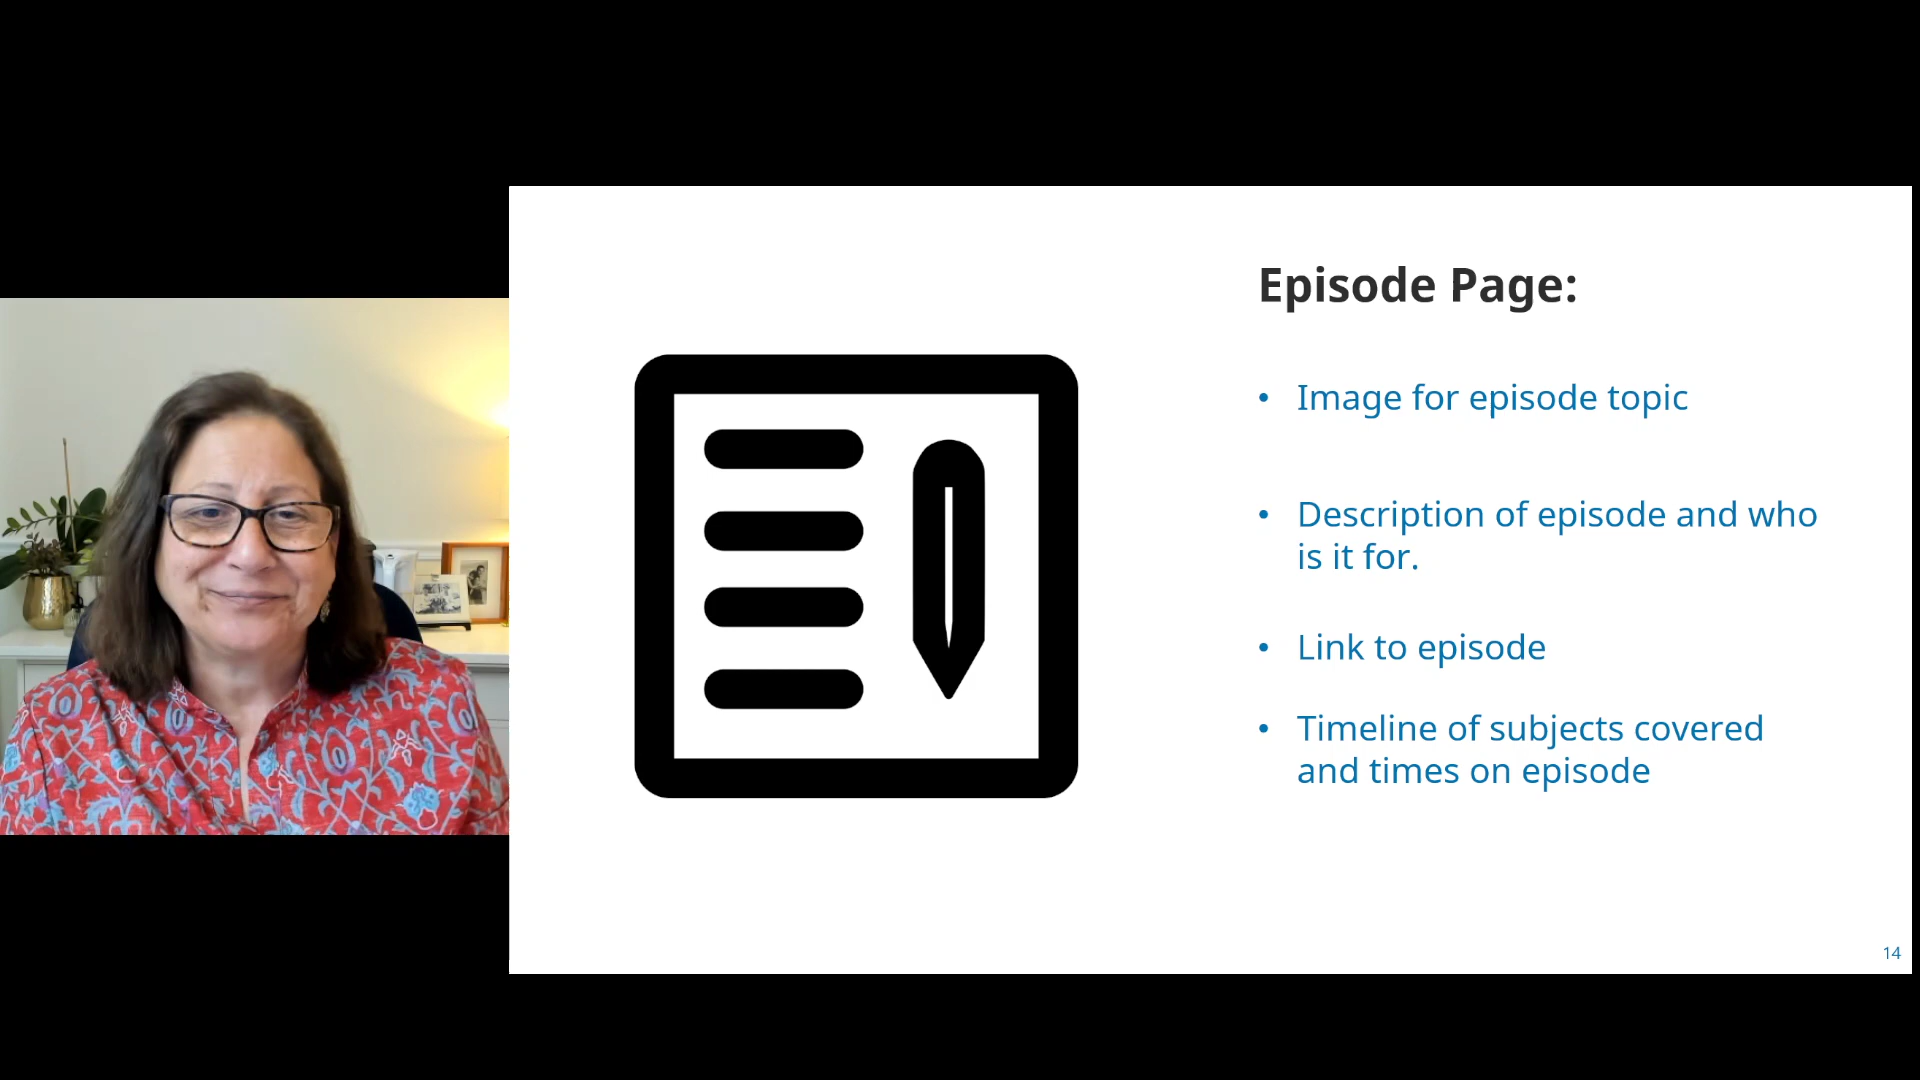 Episode Page:
• Image for episode topic
• Description of episode and who
is it for.
• Link to episode
• Timeline of subjects covered
and times on episode
14